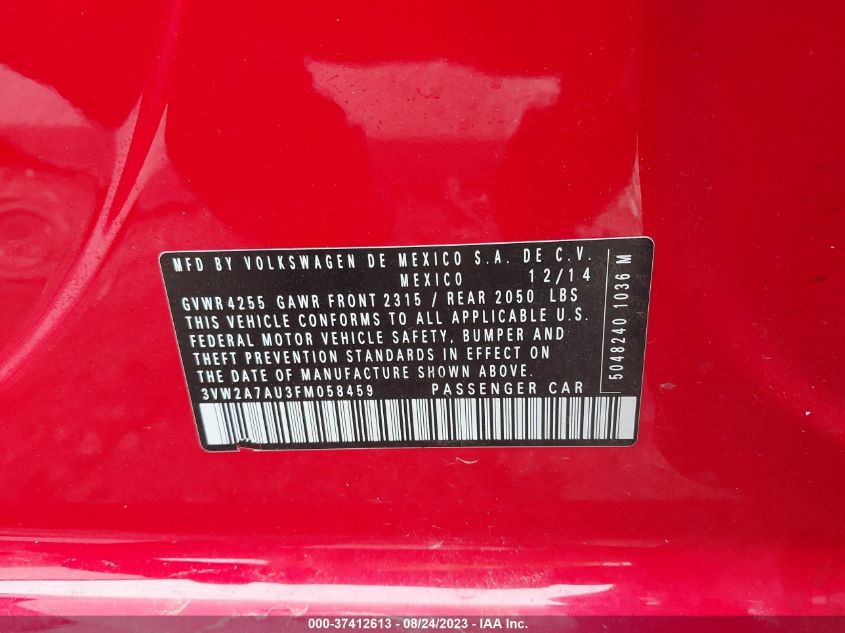 MFD BY VOLKSWAGEN DE MEXICO S.A. DE C.V.
MEXICO 12/14
GVWR 4255 GAWR FRONT 2315 / REAR 2050 LBS
THIS VEHICLE CONFORMS TO ALL APPLICABLE U.S.
FEDERAL MOTOR VEHICLE SAFETY, BUMPER AND
THEFT PREVENTION STANDARDS IN EFFECT ON
THE DATE OF MANUFACTURE SHOWN ABOVE.
3VW2A7AU3FM058459 PASSENGER CAR
5048240 1036 M
000-37412613 - 08/24/2023 - IAA Inc.